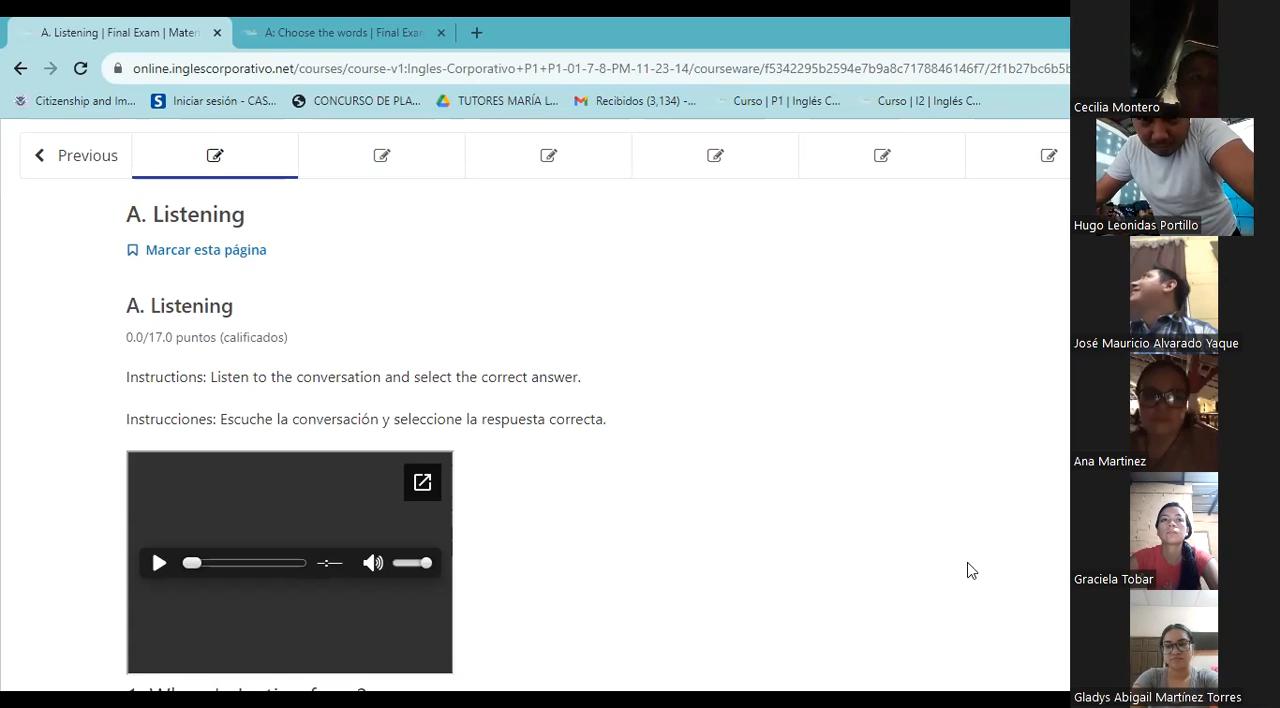 A. Listening | Final Exam | Mater
A: Choose the words | Final Exar
online.inglescorporativo.net/courses/course-v1:Ingles-Corporativo+P1+P1-01-7-8-PM-11-23-14/courseware/f5342295b2594e7b9a8c7178846146f7/2f1b27bc6b5b
Citizenship and Im...
Iniciar sesión - CAS...
CONCURSO DE PLA...
TUTORES MARÍA L...
Recibidos (3,134) -...
Curso | P1 | Inglés C...
Curso | I2 | Inglés C...
Previous
A. Listening
Marcar esta página
A. Listening
0.0/17.0 puntos (calificados)
Instructions: Listen to the conversation and select the correct answer.
Instrucciones: Escuche la conversación y seleccione la respuesta correcta.
-:--
Cecilia Montero
Hugo Leonidas Portillo
José Mauricio Alvarado Yaque
Ana Martinez
Graciela Tobar
Gladys Abigail Martínez Torres